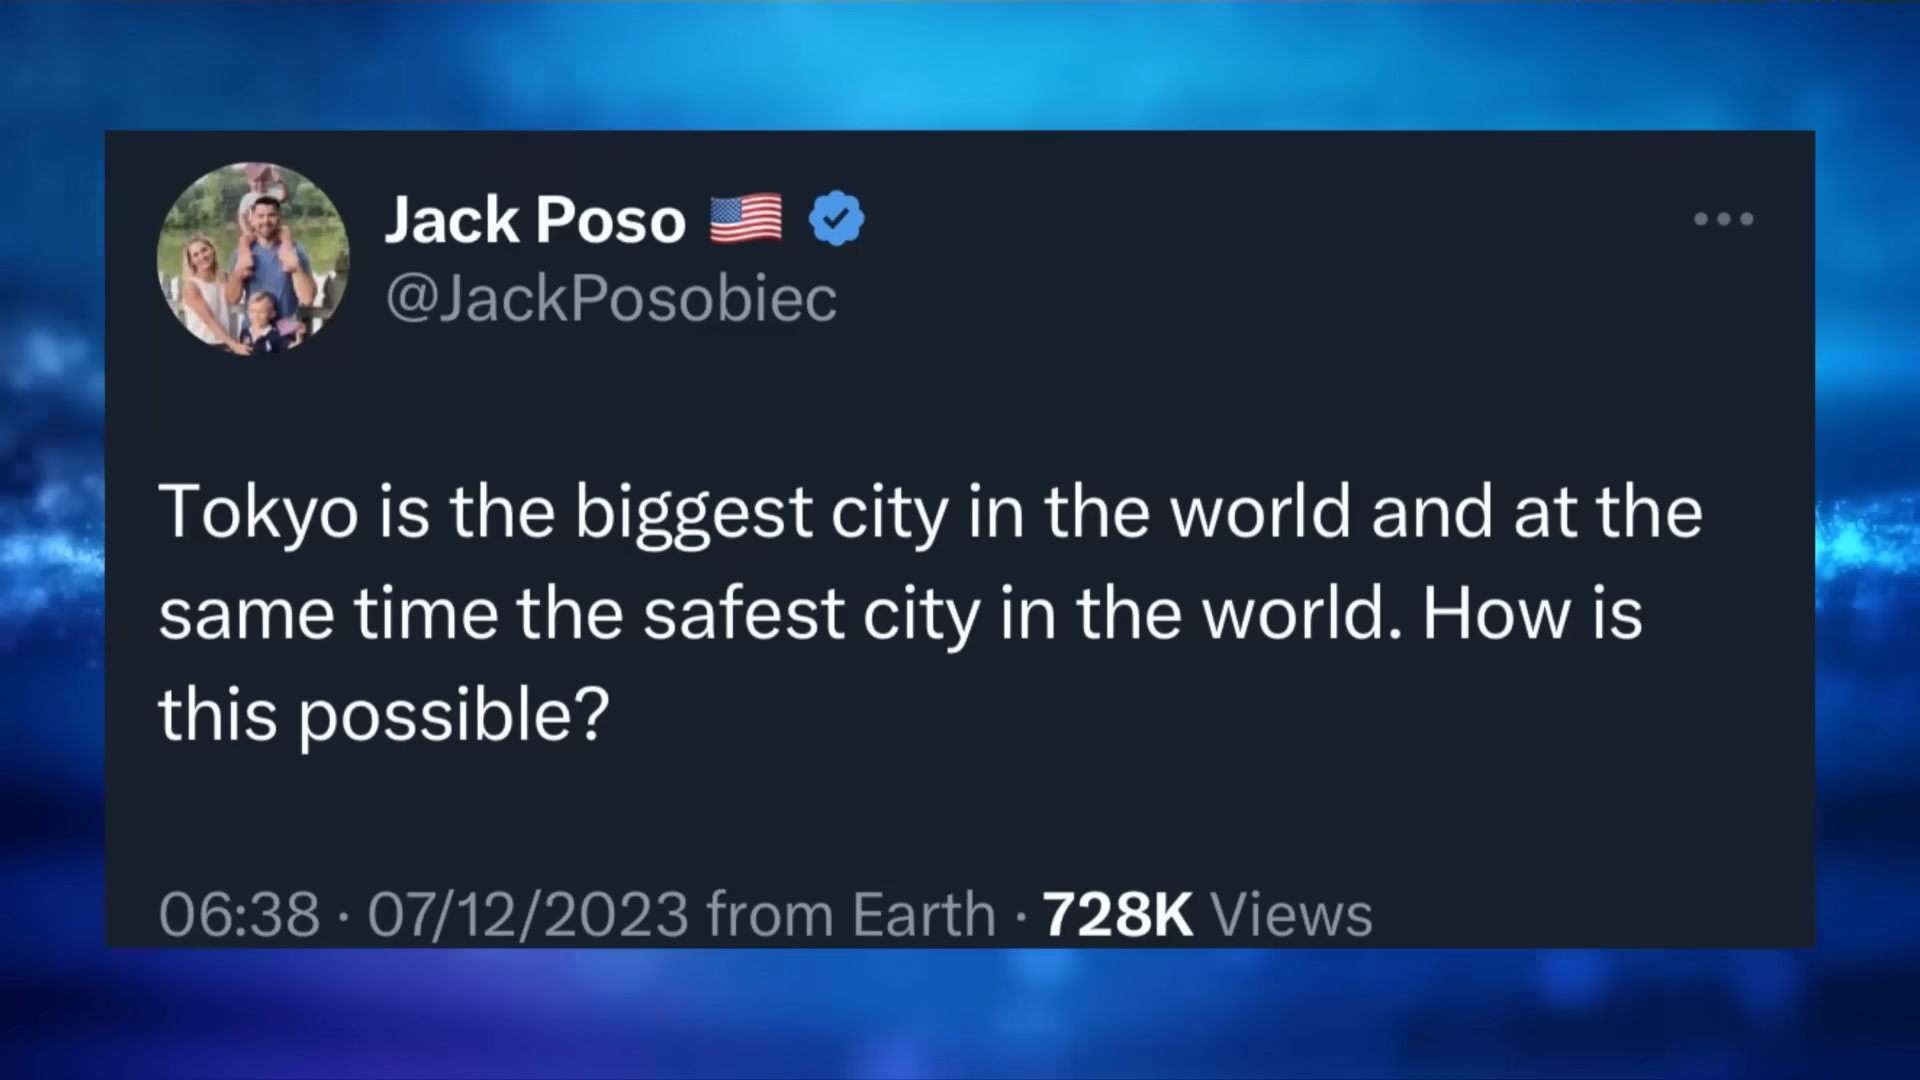 Jack Poso 🇺🇸
@JackPosobiec
Tokyo is the biggest city in the world and at the
same time the safest city in the world. How is
this possible?
06:38 · 07/12/2023 from Earth · 728K Views